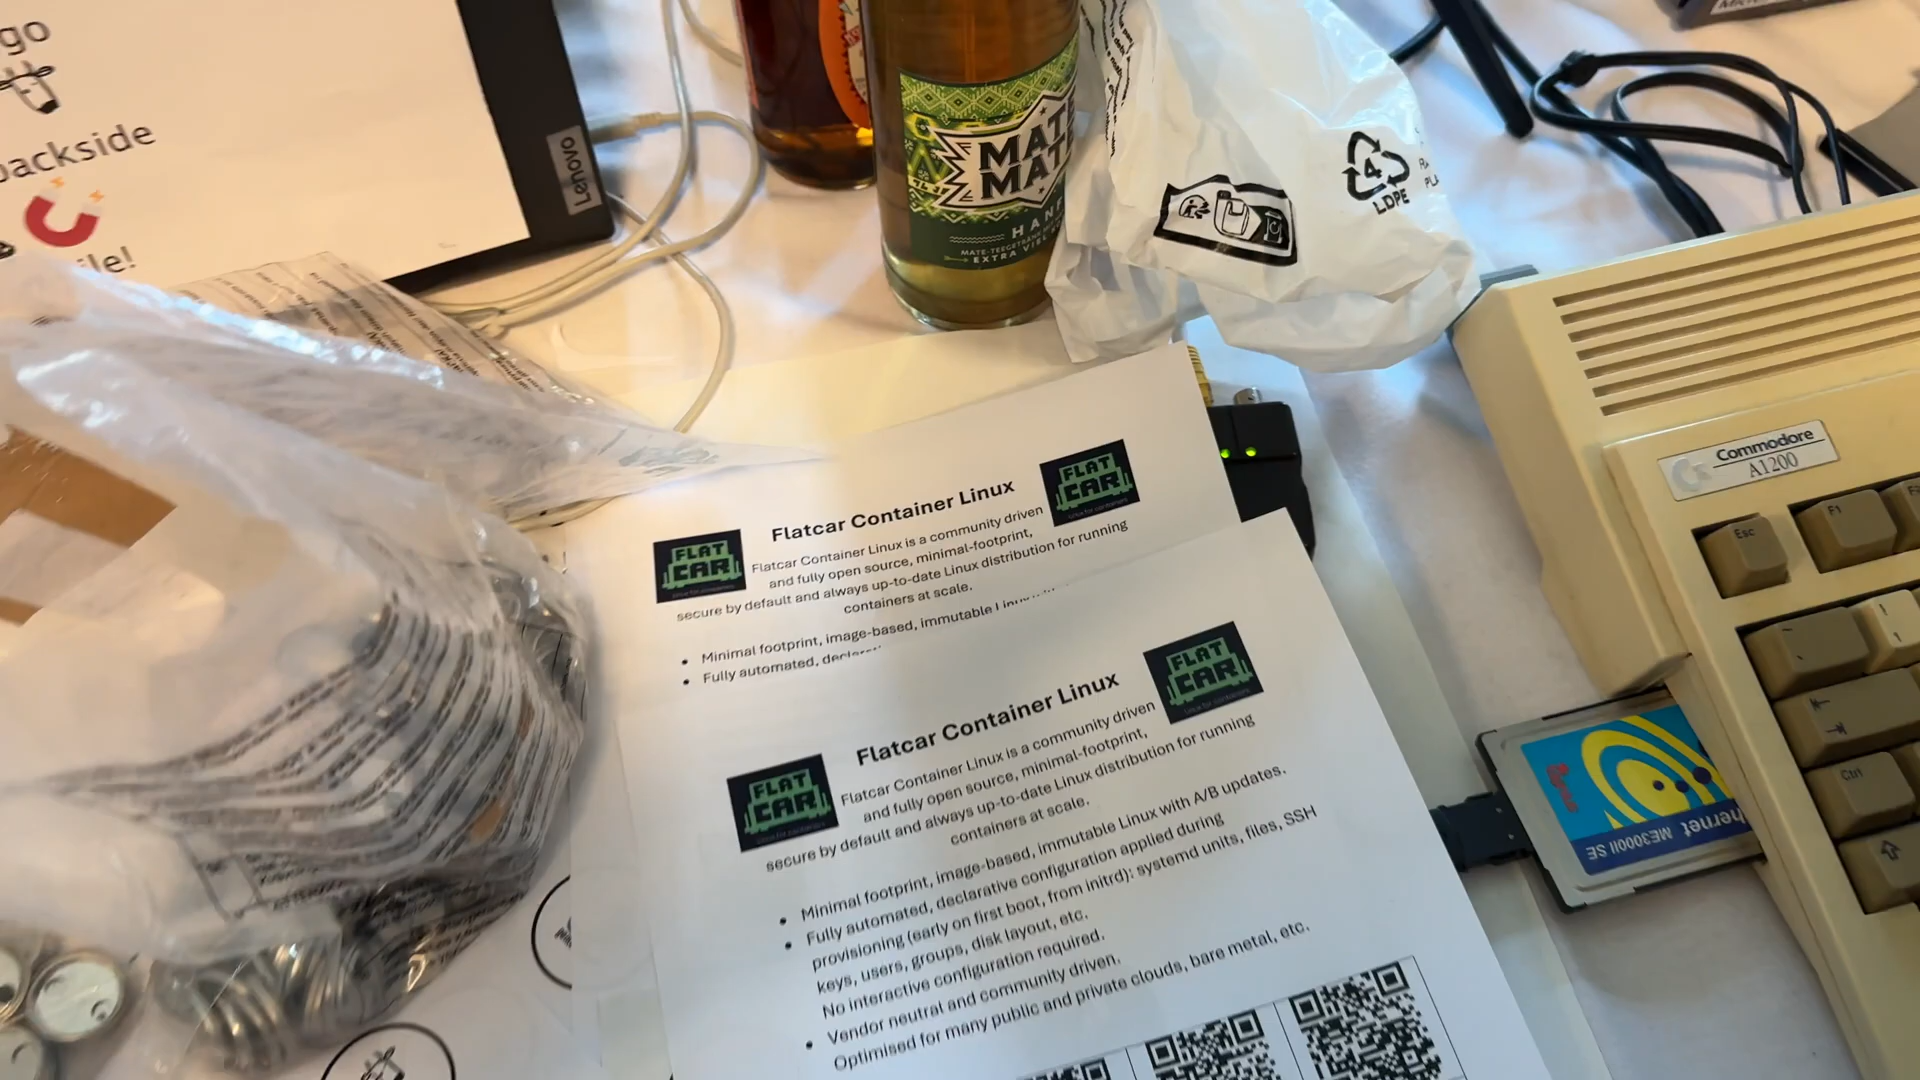 go
backside
ile!
Lenovo
MATE
MATE
HANF
EXTRA VIEL
4
LDPE
Commodore
A1200
Esc
F1
Ctrl
hernet ME3000II SE
Flatcar Container Linux
FLAT
CAR
FLAT
CAR
Flatcar Container Linux is a community driven
and fully open source, minimal-footprint,
secure by default and always up-to-date Linux distribution for running
containers at scale.
• Minimal footprint, image-based, immutable Linux
• Fully automated,
Flatcar Container Linux
FLAT
CAR
FLAT
CAR
Flatcar Container Linux is a community driven
and fully open source, minimal-footprint,
secure by default and always up-to-date Linux distribution for running
containers at scale.
• Minimal footprint, image-based, immutable Linux with A/B updates.
• Fully automated, declarative configuration applied during
provisioning (early on first boot, from initrd): systemd units, files, SSH
keys, users, groups, disk layout, etc.
No interactive configuration required.
• Vendor neutral and community driven.
Optimised for many public and private clouds, bare metal, etc.